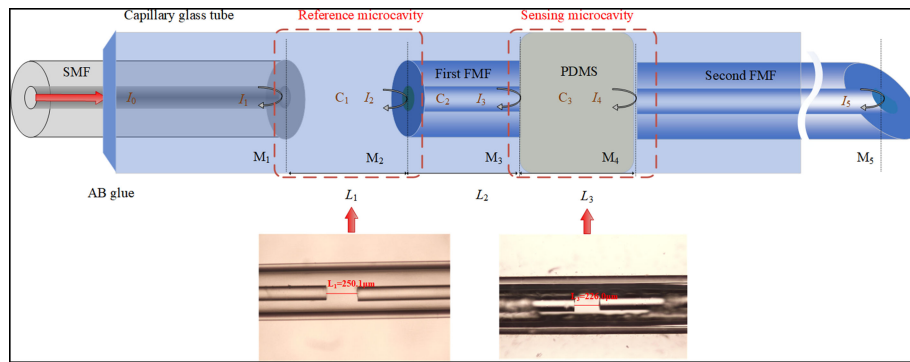 Capillary glass tube
Reference microcavity
Sensing microcavity
SMF
First FMF
PDMS
Second FMF
I0
I1
C1
I2
C2
I3
C3
I4
I5
M1
M2
M3
M4
M5
AB glue
L1
L2
L3
L1=250.1μm